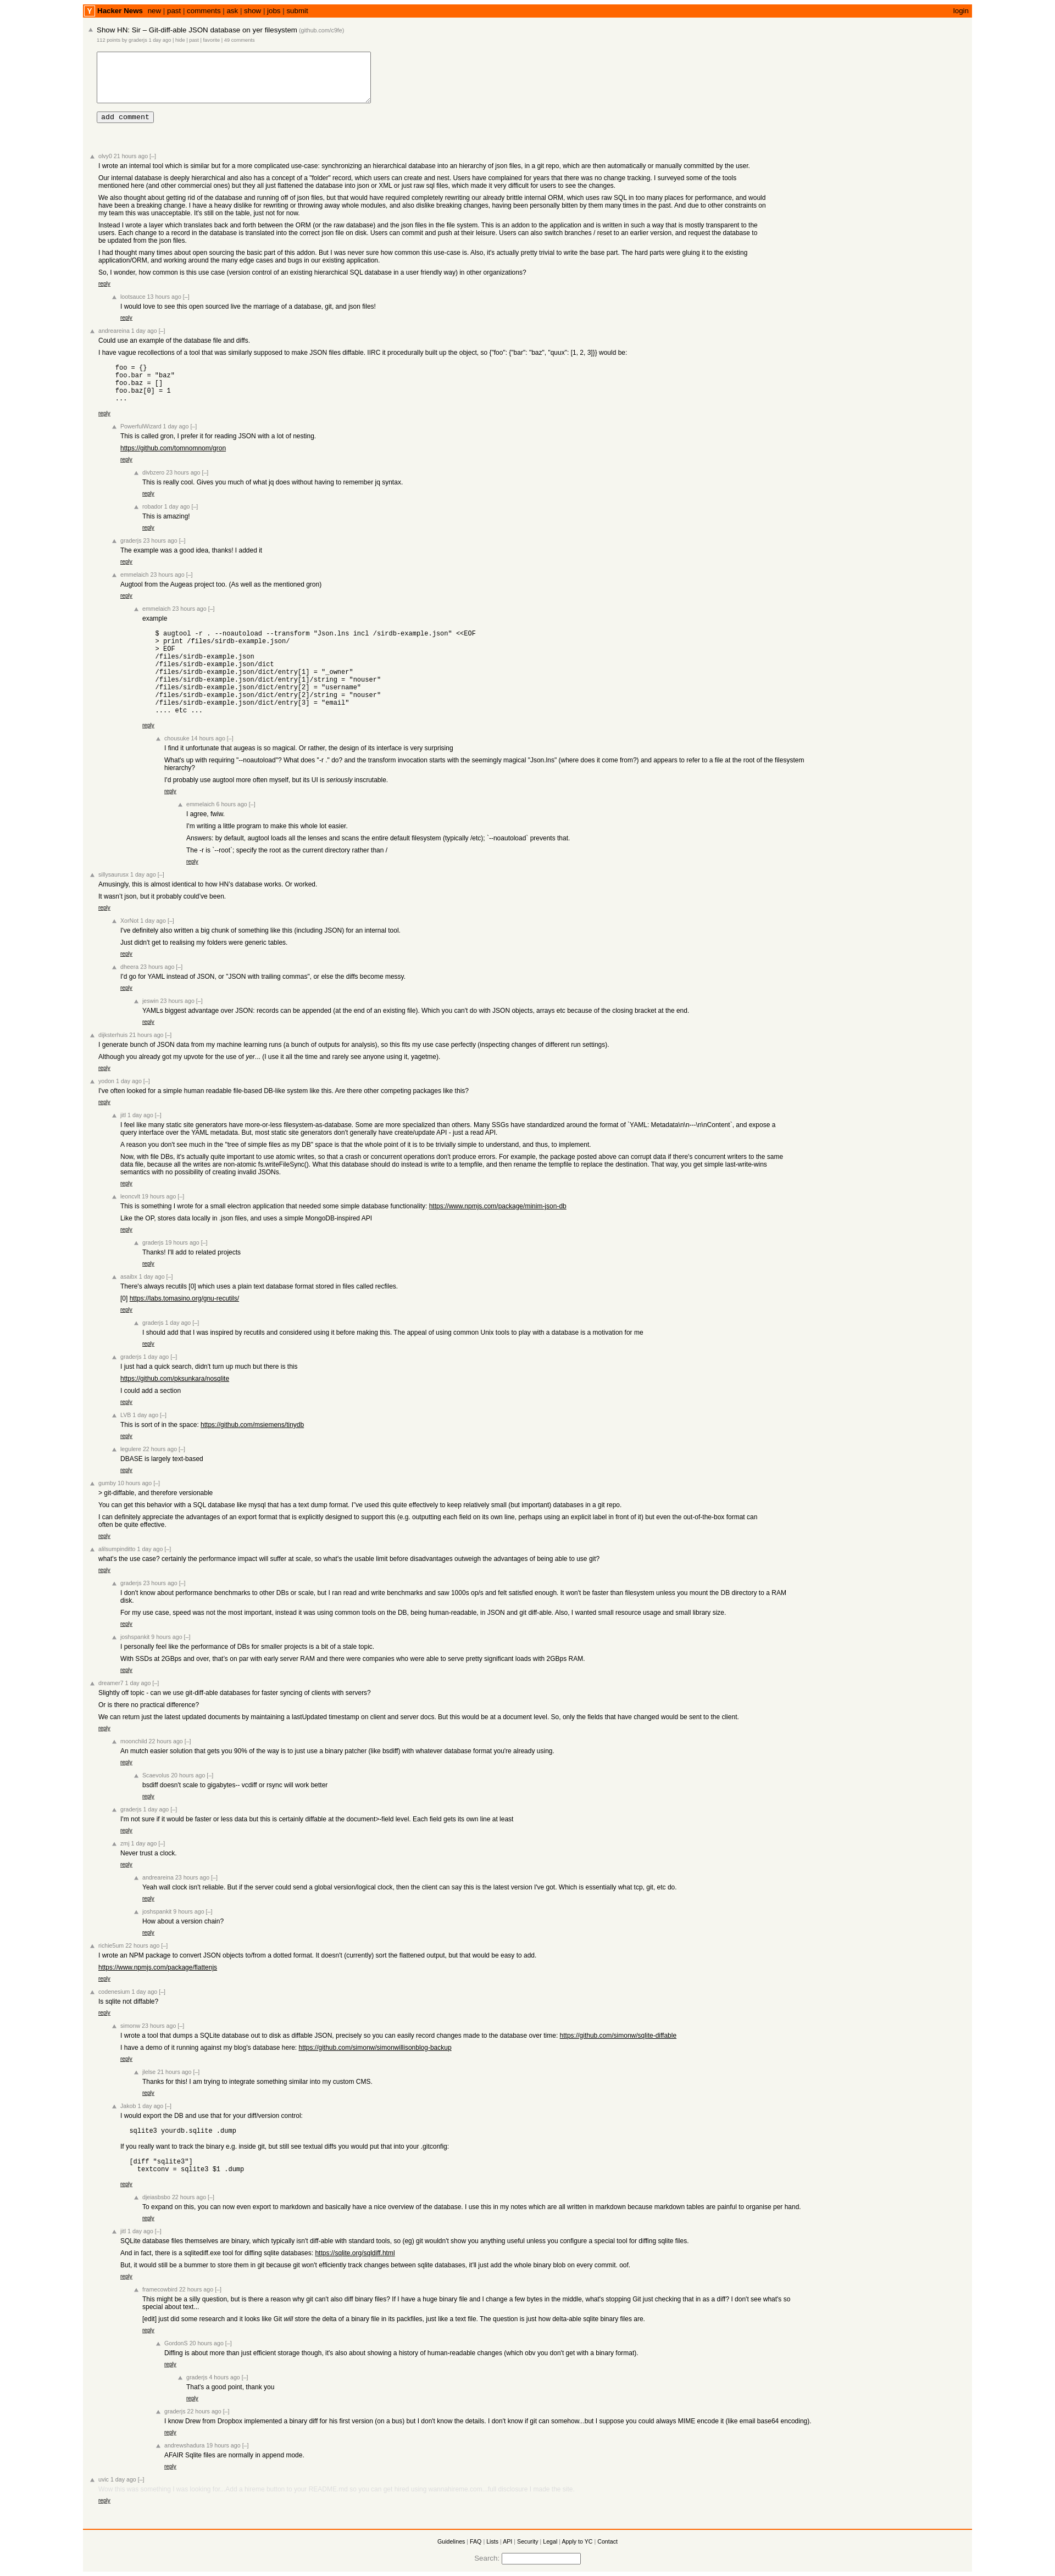 Y Hacker News new | past | comments | ask | show | jobs | submit login
Show HN: Sir – Git-diff-able JSON database on yer filesystem (github.com/c9fe)
112 points by graderjs 1 day ago | hide | past | favorite | 49 comments
add comment
slvy0 21 hours ago [–]
I wrote an internal tool which is similar but for a more complicated use-case: synchronizing an hierarchical database into an hierarchy of json files, in a git repo, which are then automatically or manually committed by the user.
Our internal database is deeply hierarchical and also has a concept of a "folder" record, which users can create and nest. Users have complained for years that there was no change tracking. I surveyed some of the tools
mentioned here (and other commercial ones) but they all just flattened the database into json or XML or just raw sql files, which made it very difficult for users to see the changes.
We also thought about getting rid of the database and running off of json files, but that would have required completely rewriting our already brittle internal ORM, which uses raw SQL in too many places for performance, and would
have been a breaking change. I have a heavy dislike for rewriting or throwing away whole modules, and also dislike breaking changes, having been personally bitten by them many times in the past. And due to other constraints on
my team this was unacceptable. It's still on the table, just not for now.
Instead I wrote a layer which translates back and forth between the ORM (or the raw database) and the json files in the file system. This is an addon to the application and is written in such a way that is mostly transparent to the
users. Each change to a record in the database is translated into the correct json file on disk. Users can commit and push at their leisure. Users can also switch branches / reset to an earlier version, and request the database to
be updated from the json files.
I had thought many times about open sourcing the basic part of this addon. But I was never sure how common this use-case is. Also, it's actually pretty trivial to write the base part. The hard parts were gluing it to the existing
application/ORM, and working around the many edge cases and bugs in our existing application.
So, I wonder, how common is this use case (version control of an existing hierarchical SQL database in a user friendly way) in other organizations?
reply
lootsauce 13 hours ago [–]
I would love to see this open sourced live the marriage of a database, git, and json files!
reply
andreareina 1 day ago [–]
Could use an example of the database file and diffs.
I have vague recollections of a tool that was similarly supposed to make JSON files diffable. IIRC it procedurally built up the object, so {"foo": {"bar": "baz", "quux": [1, 2, 3]}} would be:
foo = {}
foo.bar = "baz"
foo.baz = []
foo.baz[0] = 1
...
reply
PowerfulWizard 1 day ago [–]
This is called gron, I prefer it for reading JSON with a lot of nesting.
https://github.com/tomnomnom/gron
reply
divbzero 23 hours ago [–]
This is really cool. Gives you much of what jq does without having to remember jq syntax.
reply
robador 1 day ago [–]
This is amazing!
reply
graderjs 23 hours ago [–]
The example was a good idea, thanks! I added it
reply
emmelaich 23 hours ago [–]
Augtool from the Augeas project too. (As well as the mentioned gron)
reply
emmelaich 23 hours ago [–]
example
$ augtool -r . --noautoload --transform "Json.lns incl /sirdb-example.json" <<EOF
> print /files/sirdb-example.json/
> EOF
/files/sirdb-example.json
/files/sirdb-example.json/dict
/files/sirdb-example.json/dict/entry[1] = "_owner"
/files/sirdb-example.json/dict/entry[1]/string = "nouser"
/files/sirdb-example.json/dict/entry[2] = "username"
/files/sirdb-example.json/dict/entry[2]/string = "nouser"
/files/sirdb-example.json/dict/entry[3] = "email"
.... etc ...
reply
chousuke 14 hours ago [–]
I find it unfortunate that augeas is so magical. Or rather, the design of its interface is very surprising
What's up with requiring "--noautoload"? What does "-r ." do? and the transform invocation starts with the seemingly magical "Json.lns" (where does it come from?) and appears to refer to a file at the root of the filesystem
hierarchy?
I'd probably use augtool more often myself, but its UI is seriously inscrutable.
reply
emmelaich 6 hours ago [–]
I agree, fwiw.
I'm writing a little program to make this whole lot easier.
Answers: by default, augtool loads all the lenses and scans the entire default filesystem (typically /etc); `--noautoload` prevents that.
The -r is `--root`; specify the root as the current directory rather than /
reply
sillysaurusx 1 day ago [–]
Amusingly, this is almost identical to how HN's database works. Or worked.
It wasn't json, but it probably could've been.
reply
XorNot 1 day ago [–]
I've definitely also written a big chunk of something like this (including JSON) for an internal tool.
Just didn't get to realising my folders were generic tables.
reply
dheera 23 hours ago [–]
I'd go for YAML instead of JSON, or "JSON with trailing commas", or else the diffs become messy.
reply
jeswin 23 hours ago [–]
YAMLs biggest advantage over JSON: records can be appended (at the end of an existing file). Which you can't do with JSON objects, arrays etc because of the closing bracket at the end.
reply
dijksterhuis 21 hours ago [–]
I generate bunch of JSON data from my machine learning runs (a bunch of outputs for analysis), so this fits my use case perfectly (inspecting changes of different run settings).
Although you already got my upvote for the use of yer... (I use it all the time and rarely see anyone using it, yagetme).
reply
yodon 1 day ago [–]
I've often looked for a simple human readable file-based DB-like system like this. Are there other competing packages like this?
reply
jitl 1 day ago [–]
I feel like many static site generators have more-or-less filesystem-as-database. Some are more specialized than others. Many SSGs have standardized around the format of `YAML: Metadata\n\n---\n\nContent`, and expose a
query interface over the YAML metadata. But, most static site generators don't generally have create/update API - just a read API.
A reason you don't see much in the "tree of simple files as my DB" space is that the whole point of it is to be trivially simple to understand, and thus, to implement.
Now, with file DBs, it's actually quite important to use atomic writes, so that a crash or concurrent operations don't produce errors. For example, the package posted above can corrupt data if there's concurrent writers to the same
data file, because all the writes are non-atomic fs.writeFileSync(). What this database should do instead is write to a tempfile, and then rename the tempfile to replace the destination. That way, you get simple last-write-wins
semantics with no possibility of creating invalid JSONs.
reply
leoncvlt 19 hours ago [–]
This is something I wrote for a small electron application that needed some simple database functionality: https://www.npmjs.com/package/minim-json-db
Like the OP, stores data locally in .json files, and uses a simple MongoDB-inspired API
reply
graderjs 19 hours ago [–]
Thanks! I'll add to related projects
reply
asaibx 1 day ago [–]
There's always recutils [0] which uses a plain text database format stored in files called recfiles.
[0] https://labs.tomasino.org/gnu-recutils/
reply
graderjs 1 day ago [–]
I should add that I was inspired by recutils and considered using it before making this. The appeal of using common Unix tools to play with a database is a motivation for me
reply
graderjs 1 day ago [–]
I just had a quick search, didn't turn up much but there is this
https://github.com/pksunkara/nosqlite
I could add a section
reply
LVB 1 day ago [–]
This is sort of in the space: https://github.com/msiemens/tinydb
reply
legulere 22 hours ago [–]
DBASE is largely text-based
reply
gumby 10 hours ago [–]
> git-diffable, and therefore versionable
You can get this behavior with a SQL database like mysql that has a text dump format. I"ve used this quite effectively to keep relatively small (but important) databases in a git repo.
I can definitely appreciate the advantages of an export format that is explicitly designed to support this (e.g. outputting each field on its own line, perhaps using an explicit label in front of it) but even the out-of-the-box format can
often be quite effective.
reply
alilsumpindito 1 day ago [–]
what's the use case? certainly the performance impact will suffer at scale, so what's the usable limit before disadvantages outweigh the advantages of being able to use git?
reply
graderjs 23 hours ago [–]
I don't know about performance benchmarks to other DBs or scale, but I ran read and write benchmarks and saw 1000s op/s and felt satisfied enough. It won't be faster than filesystem unless you mount the DB directory to a RAM
disk.
For my use case, speed was not the most important, instead it was using common tools on the DB, being human-readable, in JSON and git diff-able. Also, I wanted small resource usage and small library size.
reply
joshspankit 9 hours ago [–]
I personally feel like the performance of DBs for smaller projects is a bit of a stale topic.
With SSDs at 2GBps and over, that's on par with early server RAM and there were companies who were able to serve pretty significant loads with 2GBps RAM.
reply
dreamer7 1 day ago [–]
Slightly off topic - can we use git-diff-able databases for faster syncing of clients with servers?
Or is there no practical difference?
We can return just the latest updated documents by maintaining a lastUpdated timestamp on client and server docs. But this would be at a document level. So, only the fields that have changed would be sent to the client.
reply
moonchild 22 hours ago [–]
An mutch easier solution that gets you 90% of the way is to just use a binary patcher (like bsdiff) with whatever database format you're already using.
reply
Scaevolus 20 hours ago [–]
bsdiff doesn't scale to gigabytes-- vcdiff or rsync will work better
reply
graderjs 1 day ago [–]
I'm not sure if it would be faster or less data but this is certainly diffable at the document>-field level. Each field gets its own line at least
reply
zmj 1 day ago [–]
Never trust a clock.
reply
andreareina 23 hours ago [–]
Yeah wall clock isn't reliable. But if the server could send a global version/logical clock, then the client can say this is the latest version I've got. Which is essentially what tcp, git, etc do.
reply
joshspankit 9 hours ago [–]
How about a version chain?
reply
richieSum 22 hours ago [–]
I wrote an NPM package to convert JSON objects to/from a dotted format. It doesn't (currently) sort the flattened output, but that would be easy to add.
https://www.npmjs.com/package/flattenjs
reply
codenesium 1 day ago [–]
Is sqlite not diffable?
reply
simonw 23 hours ago [–]
I wrote a tool that dumps a SQLite database out to disk as diffable JSON, precisely so you can easily record changes made to the database over time: https://github.com/simonw/sqlite-diffable
I have a demo of it running against my blog's database here: https://github.com/simonw/simonwillisonblog-backup
reply
jlelse 21 hours ago [–]
Thanks for this! I am trying to integrate something similar into my custom CMS.
reply
Jakob 1 day ago [–]
I would export the DB and use that for your diff/version control:
sqlite3 yourdb.sqlite .dump
If you really want to track the binary e.g. inside git, but still see textual diffs you would put that into your .gitconfig:
[diff "sqlite3"]
textconv = sqlite3 $1 .dump
reply
djeiasbsbo 22 hours ago [–]
To expand on this, you can now even export to markdown and basically have a nice overview of the database. I use this in my notes which are all written in markdown because markdown tables are painful to organise per hand.
reply
jitl 1 day ago [–]
SQLite database files themselves are binary, which typically isn't diff-able with standard tools, so (eg) git wouldn't show you anything useful unless you configure a special tool for diffing sqlite files.
And in fact, there is a sqlitediff.exe tool for diffing sqlite databases: https://sqlite.org/sqldiff.html
But, it would still be a bummer to store them in git because git won't efficiently track changes between sqlite databases, it'll just add the whole binary blob on every commit. oof.
reply
framecowbird 22 hours ago [–]
This might be a silly question, but is there a reason why git can't also diff binary files? If I have a huge binary file and I change a few bytes in the middle, what's stopping Git just checking that in as a diff? I don't see what's so
special about text...
[edit] just did some research and it looks like Git will store the delta of a binary file in its packfiles, just like a text file. The question is just how delta-able sqlite binary files are.
reply
GordonS 20 hours ago [–]
Diffing is about more than just efficient storage though, it's also about showing a history of human-readable changes (which obv you don't get with a binary format).
reply
graderjs 4 hours ago [–]
That's a good point, thank you
reply
graderjs 22 hours ago [–]
I know Drew from Dropbox implemented a binary diff for his first version (on a bus) but I don't know the details. I don't know if git can somehow...but I suppose you could always MIME encode it (like email base64 encoding).
reply
andrewshadura 19 hours ago [–]
AFAIR Sqlite files are normally in append mode.
reply
uvic 1 day ago [–]
reply
Guidelines | FAQ | Lists | API | Security | Legal | Apply to YC | Contact
Search: